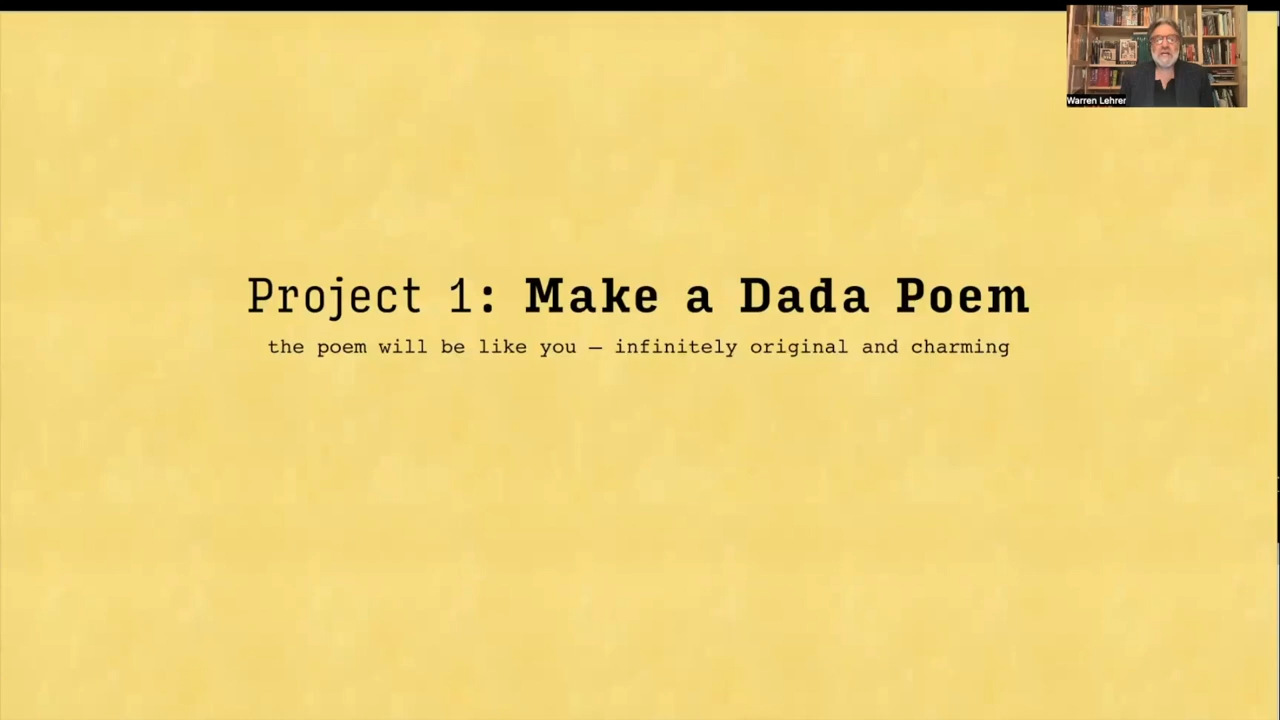 Warren Lehrer
Project 1: Make a Dada Poem
the poem will be like you — infinitely original and charming